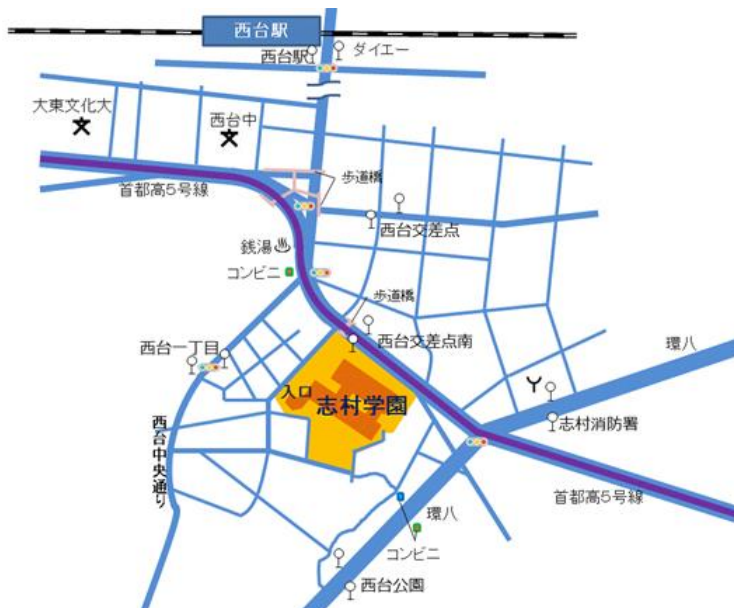 西台駅
西台駅
ダイエー
大東文化大
西台中
首都高5号線
歩道橋
西台交差点
銭湯
コンビニ
歩道橋
西台交差点南
西台一丁目
環八
入口
志村学園
志村消防署
西台中央通り
首都高5号線
環八
コンビニ
西台公園